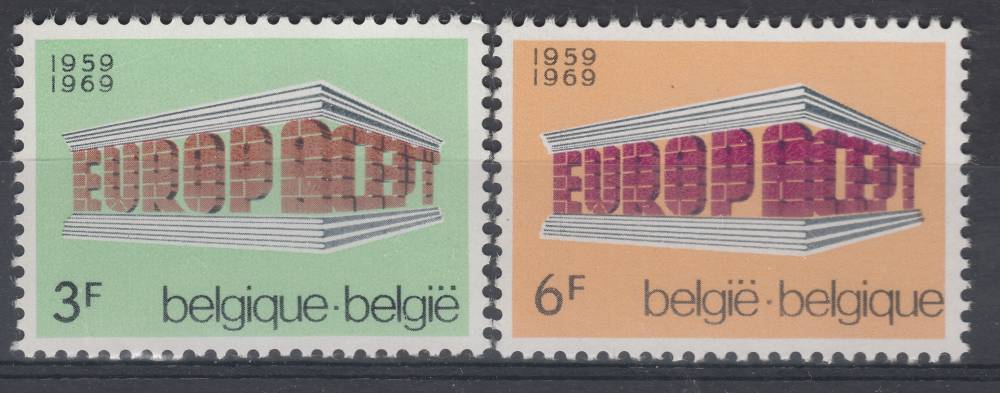 1959
1969
EUROPA CEPT
3F belgique·belgië
1959
1969
EUROPA CEPT
6F belgië·belgique